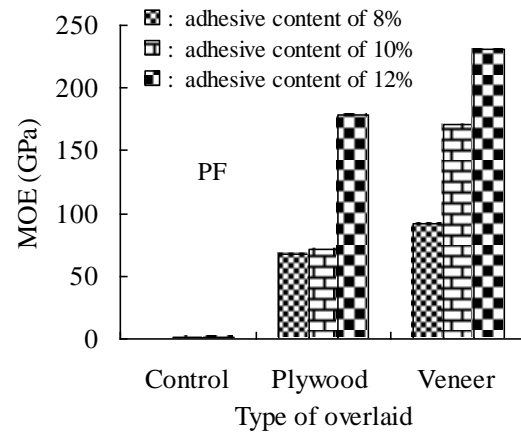 250
: adhesive content of 8%
200
: adhesive content of 10%
: adhesive content of 12%
150
PF
100
50
0
MOE (GPa)
Control Plywood Veneer
Type of overlaid